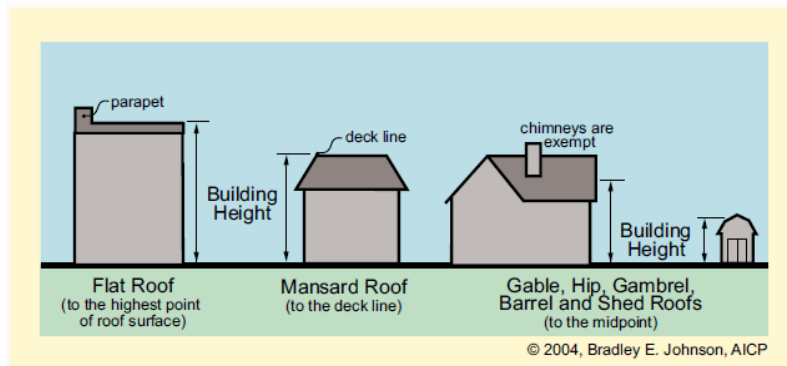 parapet
Building
Height
deck line
chimneys are
exempt
Building
Height
Flat Roof
(to the highest point
of roof surface)
Mansard Roof
(to the deck line)
Gable, Hip, Gambrel,
Barrel and Shed Roofs
(to the midpoint)
© 2004, Bradley E. Johnson, AICP